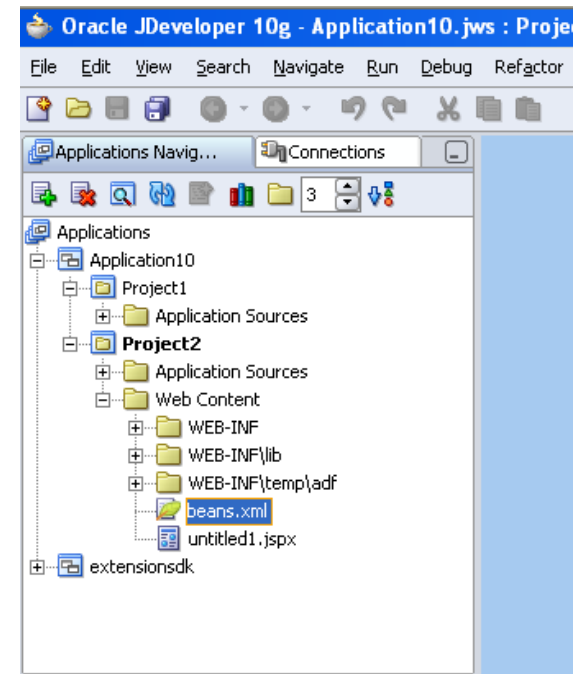 Oracle JDeveloper 10g - Application10.jws : Proje
File Edit View Search Navigate Run Debug Refactor
Applications Navig... Connections
3
Applications
Application10
Project1
Application Sources
Project2
Application Sources
Web Content
WEB-INF
WEB-INF\lib
WEB-INF\temp\adf
beans.xml
untitled1.jspx
extensionsdk